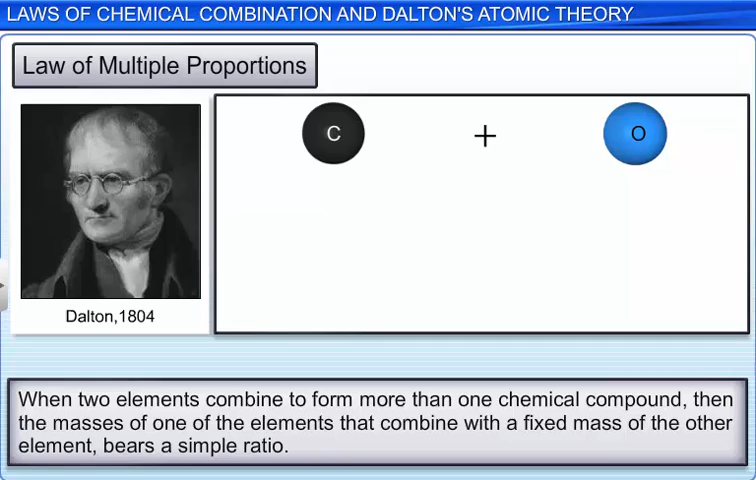 LAWS OF CHEMICAL COMBINATION AND DALTON'S ATOMIC THEORY
Law of Multiple Proportions
C + O
Dalton,1804
When two elements combine to form more than one chemical compound, then
the masses of one of the elements that combine with a fixed mass of the other
element, bears a simple ratio.